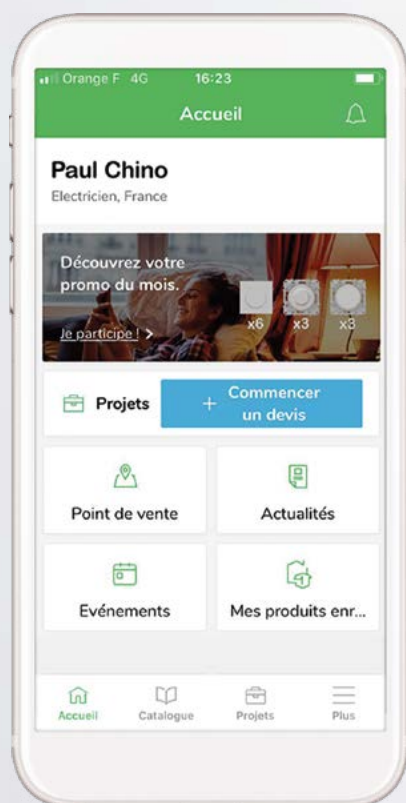 Orange F 4G 16:23
Accueil
Paul Chino
Electricien, France
Découvrez votre
promo du mois.
x6 x3 x3
Je participe ! >
Projets
+ Commencer
un devis
Point de vente
Actualités
Evénements
Mes produits enr...
Accueil Catalogue Projets Plus